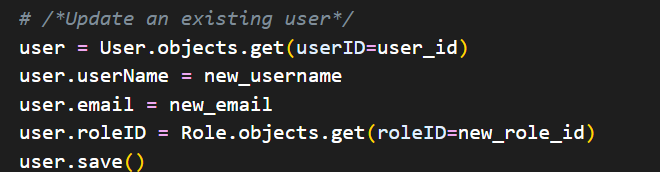 # /*Update an existing user*/
user = User.objects.get(userID=user_id)
user.userName = new_username
user.email = new_email
user.roleID = Role.objects.get(roleID=new_role_id)
user.save()